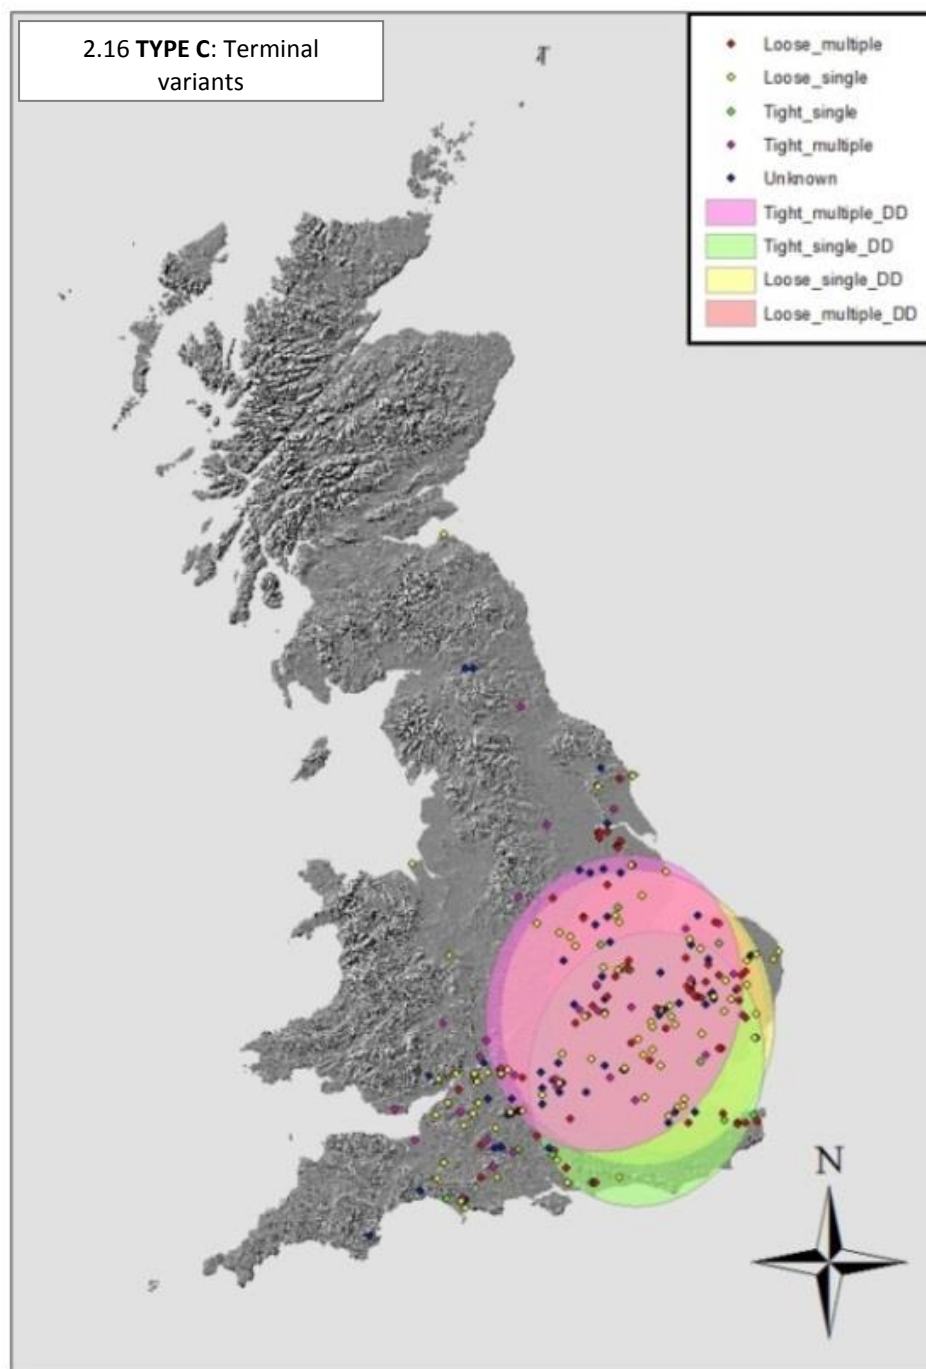 2.16 TYPE C: Terminal
variants
Loose_multiple
Loose_single
Tight_single
Tight_multiple
Unknown
Tight_multiple_DD
Tight_single_DD
Loose_single_DD
Loose_multiple_DD
N